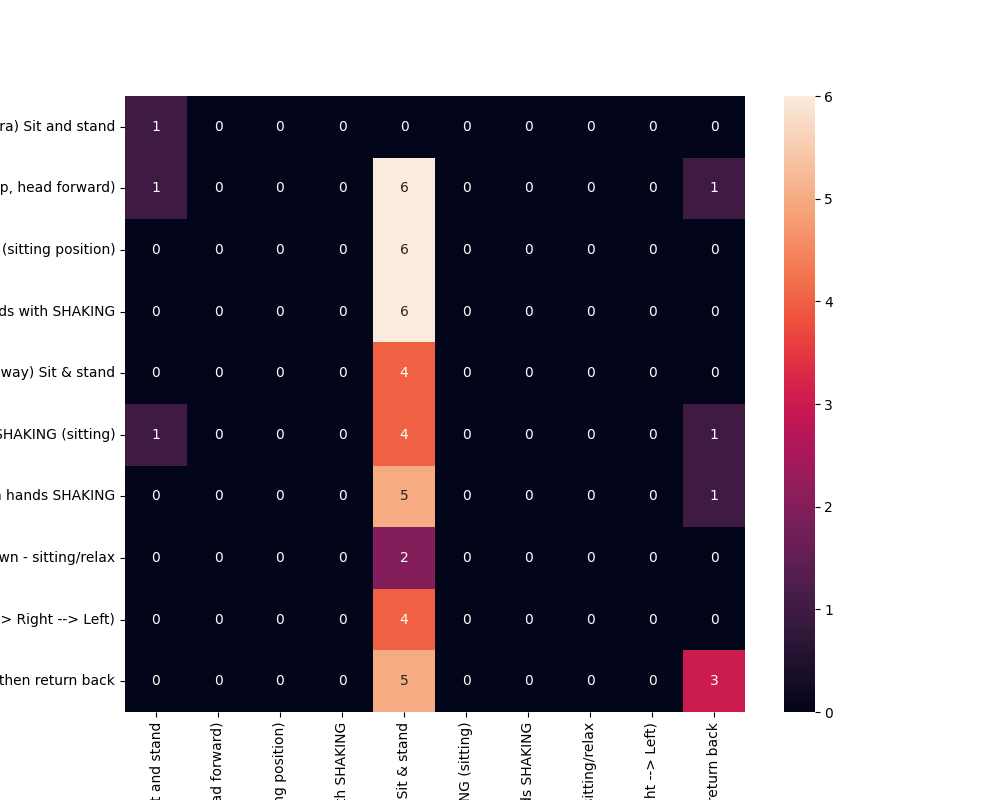 ra) Sit and stand 1 0 0 0 0 0 0 0 0 0
p, head forward) 1 0 0 0 6 0 0 0 0 1
(sitting position) 0 0 0 0 6 0 0 0 0 0
ds with SHAKING 0 0 0 0 6 0 0 0 0 0
way) Sit & stand 0 0 0 0 4 0 0 0 0 0
SHAKING (sitting) 1 0 0 0 4 0 0 0 0 1
hands SHAKING 0 0 0 0 5 0 0 0 0 1
wn - sitting/relax 0 0 0 0 2 0 0 0 0 0
> Right --> Left) 0 0 0 0 4 0 0 0 0 0
then return back 0 0 0 0 5 0 0 0 0 3
t and stand
ad forward)
ng position)
th SHAKING
Sit & stand
NG (sitting)
ds SHAKING
sitting/relax
ht --> Left)
return back
6
5
4
3
2
1
0